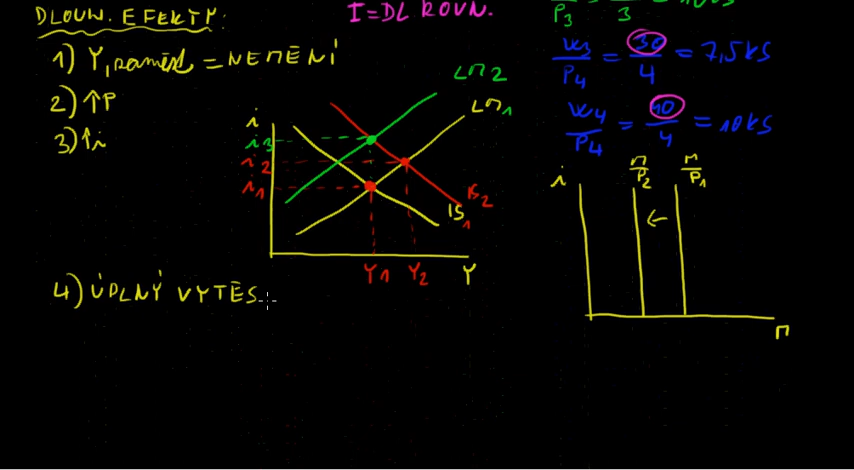 DLOUH. EFEKTY:
I=DL ROVN.
P3 3
1) Y, zaměst = NEMĚNÍ
W3/P4 = 30/4 = 7,5KS
2) ↑P
W4/P4 = 40/4 = 10KS
3) ↑i
LM2
LM1
i
i3
i2
i1
IS2
IS1
Y1 Y2 Y
i M/P2 M/P1
←
M
4) ÚPLNÝ VYTĚS